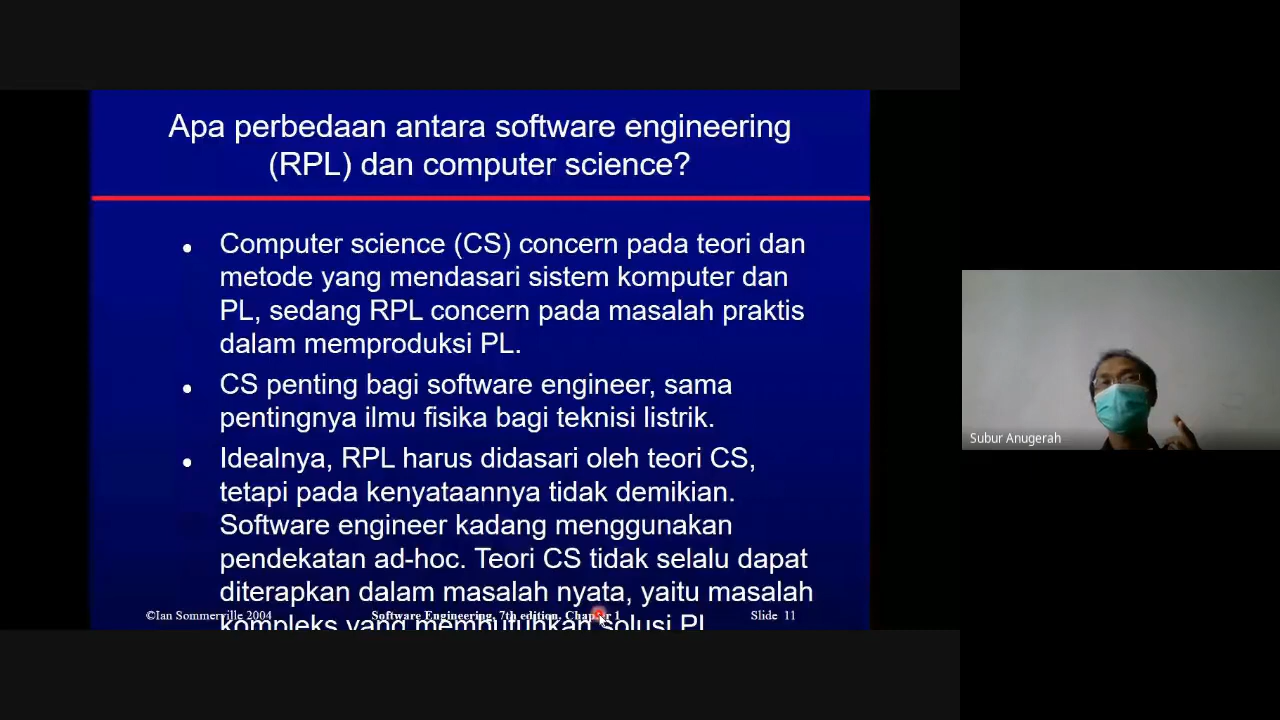 Apa perbedaan antara software engineering
(RPL) dan computer science?
• Computer science (CS) concern pada teori dan
metode yang mendasari sistem komputer dan
PL, sedang RPL concern pada masalah praktis
dalam memproduksi PL.
• CS penting bagi software engineer, sama
pentingnya ilmu fisika bagi teknisi listrik.
• Idealnya, RPL harus didasari oleh teori CS,
tetapi pada kenyataannya tidak demikian.
Software engineer kadang menggunakan
pendekatan ad-hoc. Teori CS tidak selalu dapat
diterapkan dalam masalah nyata, yaitu masalah
kompleks yang membutuhkan solusi PL
©Ian Sommerville 2004 Software Engineering, 7th edition, Chapter 1 Slide 11
Subur Anugerah